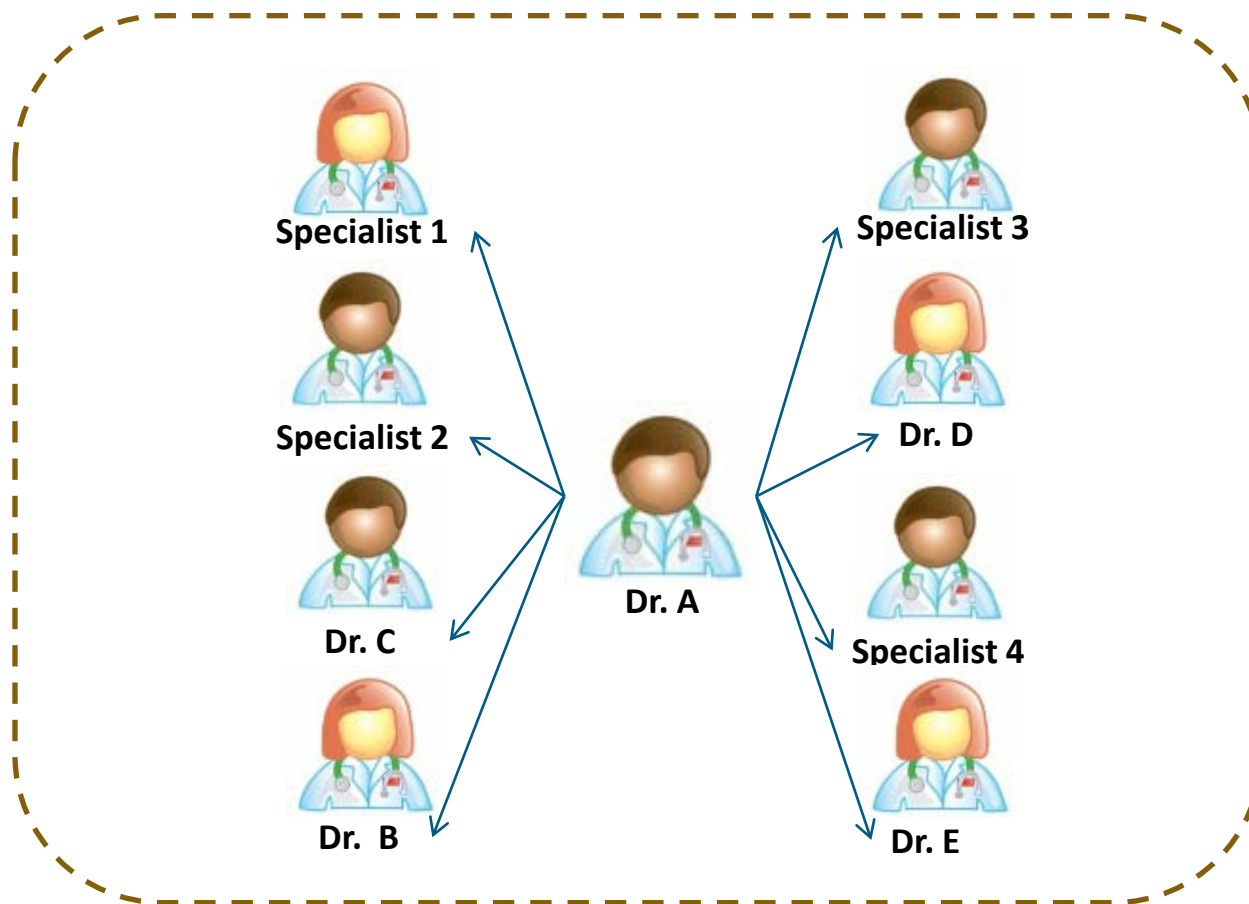 Specialist 1
Specialist 3
Specialist 2
Dr. D
Dr. A
Dr. C
Specialist 4
Dr.  B
Dr. E